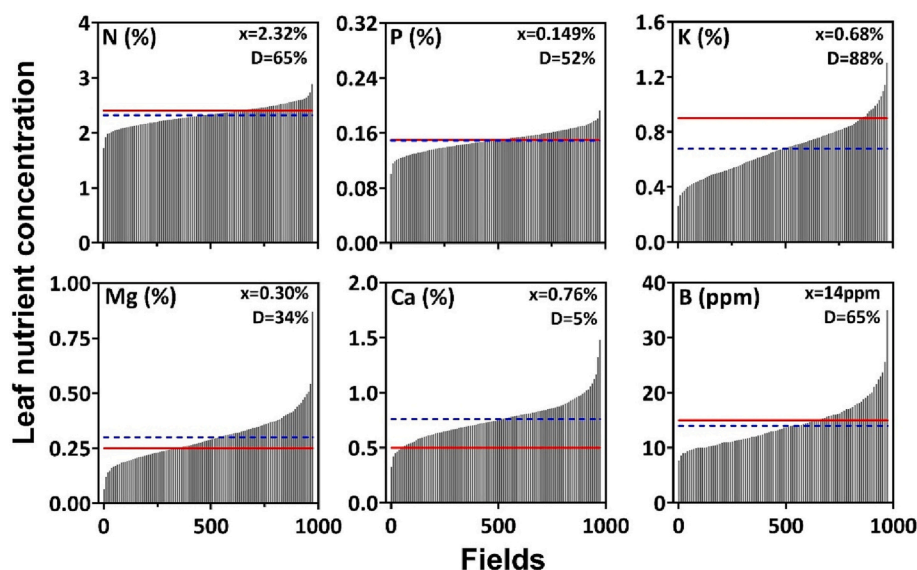 Leaf nutrient concentration
N (%)
x=2.32%
D=65%
4
3
2
1
0
P (%)
x=0.149%
D=52%
0.32
0.24
0.16
0.08
0.00
K (%)
x=0.68%
D=88%
1.6
1.2
0.8
0.4
0.0
Mg (%)
x=0.30%
D=34%
1.00
0.75
0.50
0.25
0.00
0
500
1000
Ca (%)
x=0.76%
D=5%
2.0
1.5
1.0
0.5
0.0
0
500
1000
B (ppm)
x=14ppm
D=65%
40
30
20
10
0
0
500
1000
Fields